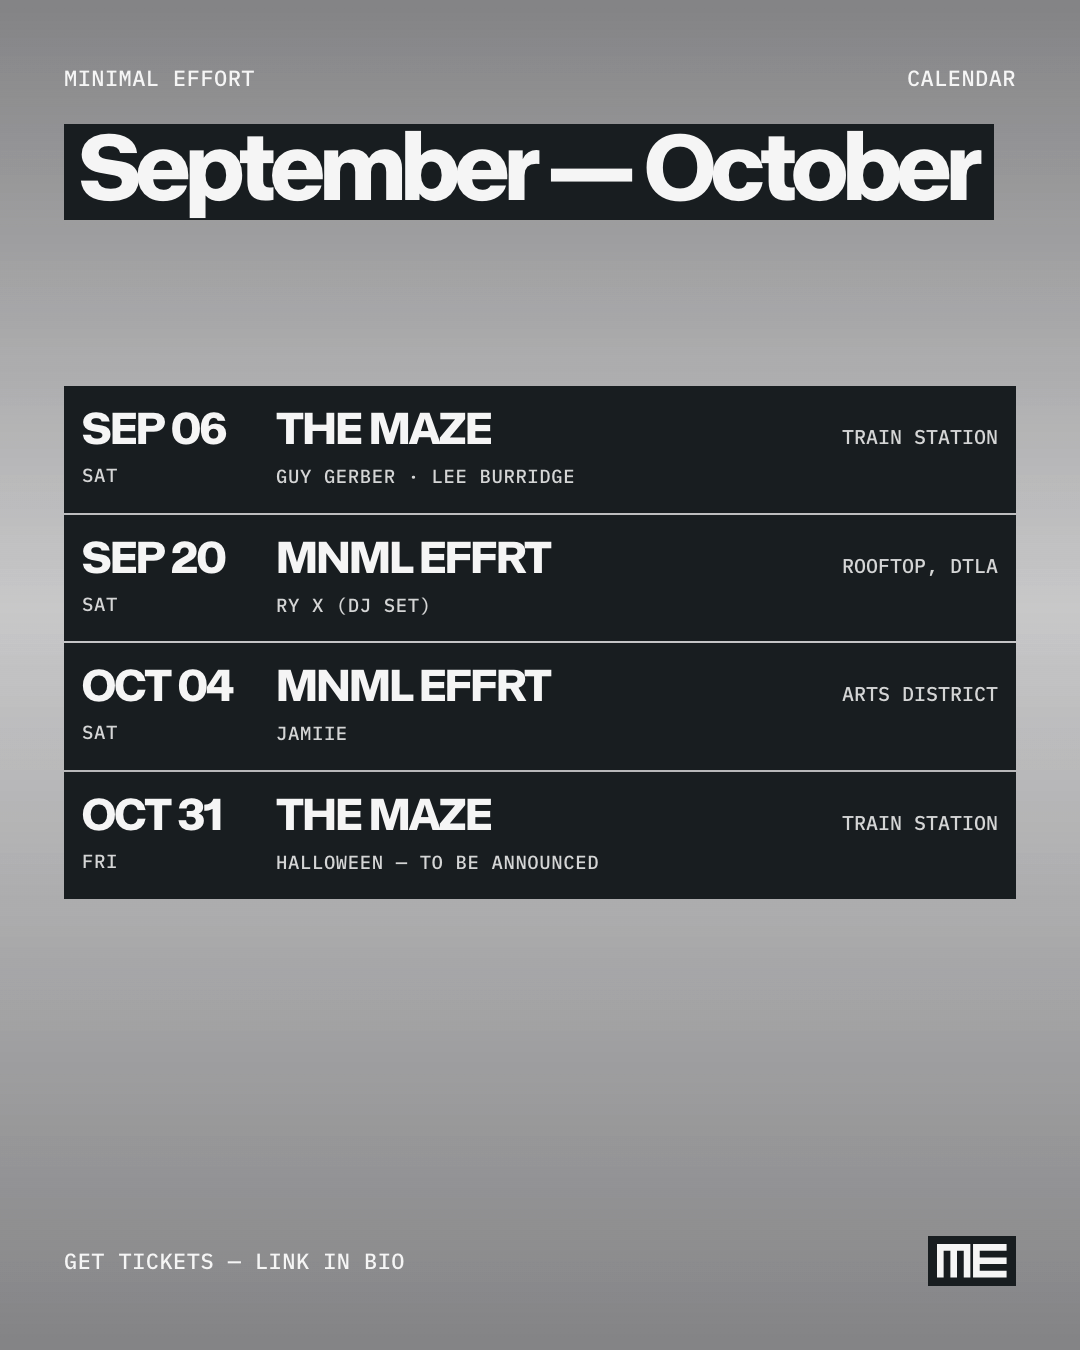 MINIMAL EFFORT
CALENDAR
September — October
SEP 06 THE MAZE TRAIN STATION
SAT GUY GERBER · LEE BURRIDGE
SEP 20 MNML EFFRT ROOFTOP, DTLA
SAT RY X (DJ SET)
OCT 04 MNML EFFRT ARTS DISTRICT
SAT JAMIIE
OCT 31 THE MAZE TRAIN STATION
FRI HALLOWEEN — TO BE ANNOUNCED
GET TICKETS — LINK IN BIO
ME